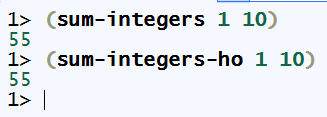 1> (sum-integers 1 10)
55
1> (sum-integers-ho 1 10)
55
1>